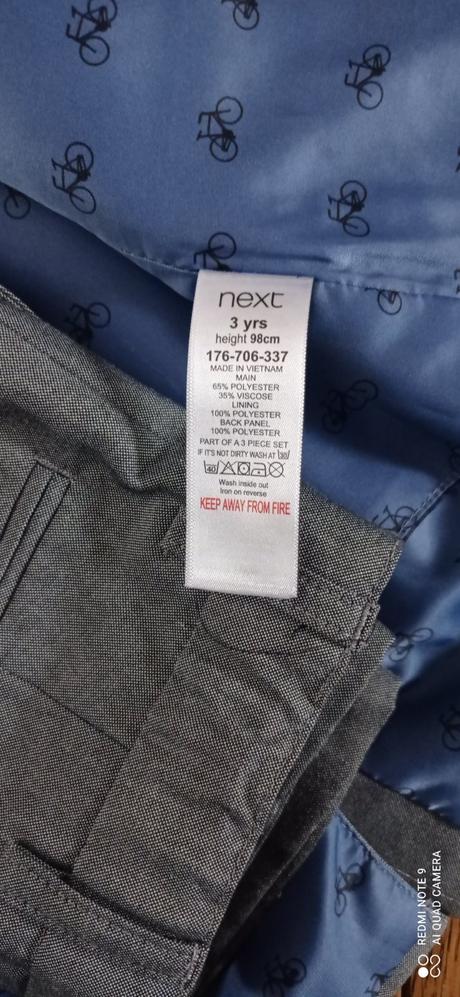 next
3 yrs
height 98cm
176-706-337
MADE IN VIETNAM
MAIN
65% POLYESTER
35% VISCOSE
LINING
100% POLYESTER
BACK PANEL
100% POLYESTER
PART OF A 3 PIECE SET
IF IT'S NOT DIRTY WASH AT 30
40
Wash inside out
Iron on reverse
KEEP AWAY FROM FIRE
REDMI NOTE 9
AI QUAD CAMERA